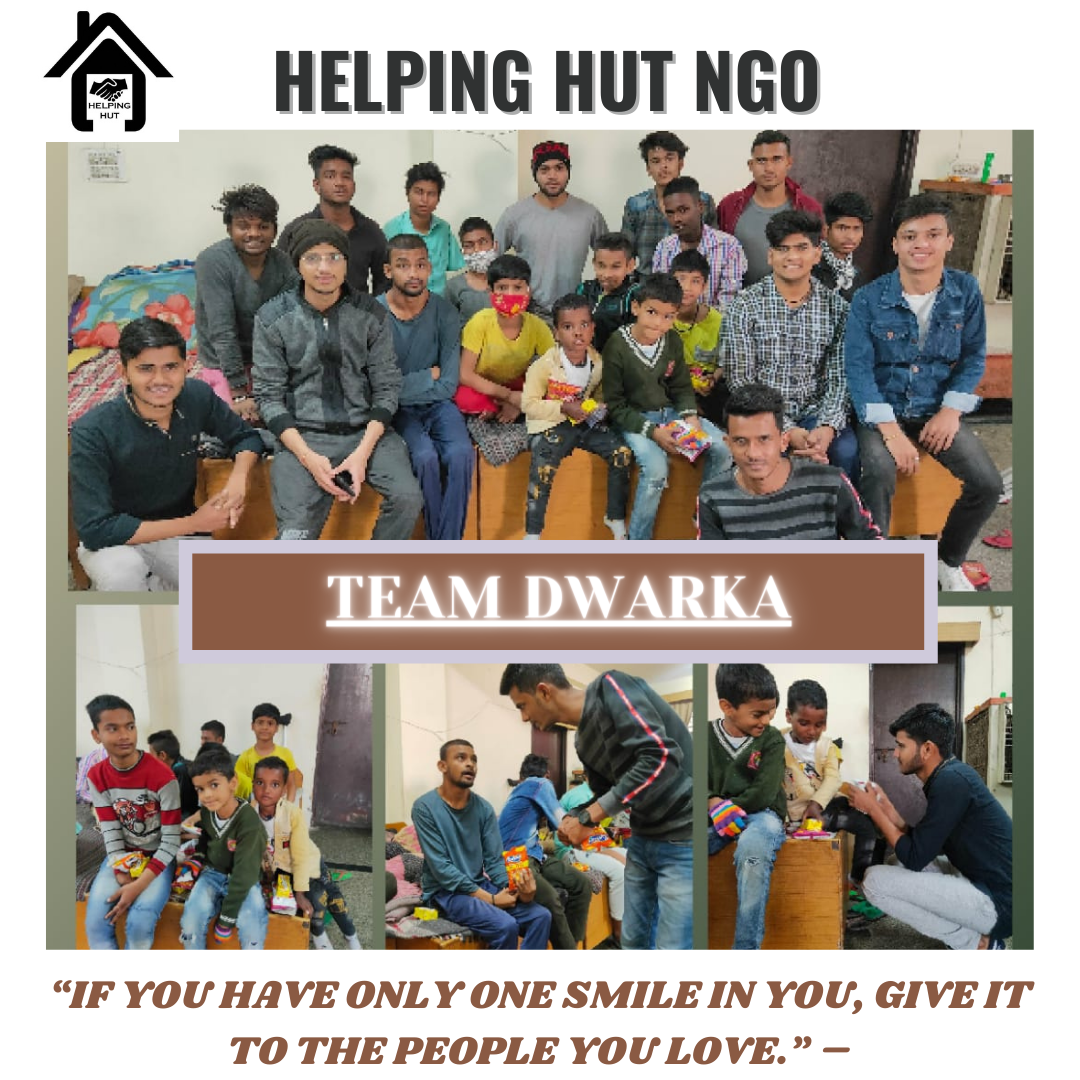 HELPING
HUT
HELPING HUT NGO
TEAM DWARKA
“IF YOU HAVE ONLY ONE SMILE IN YOU, GIVE IT
TO THE PEOPLE YOU LOVE.” –